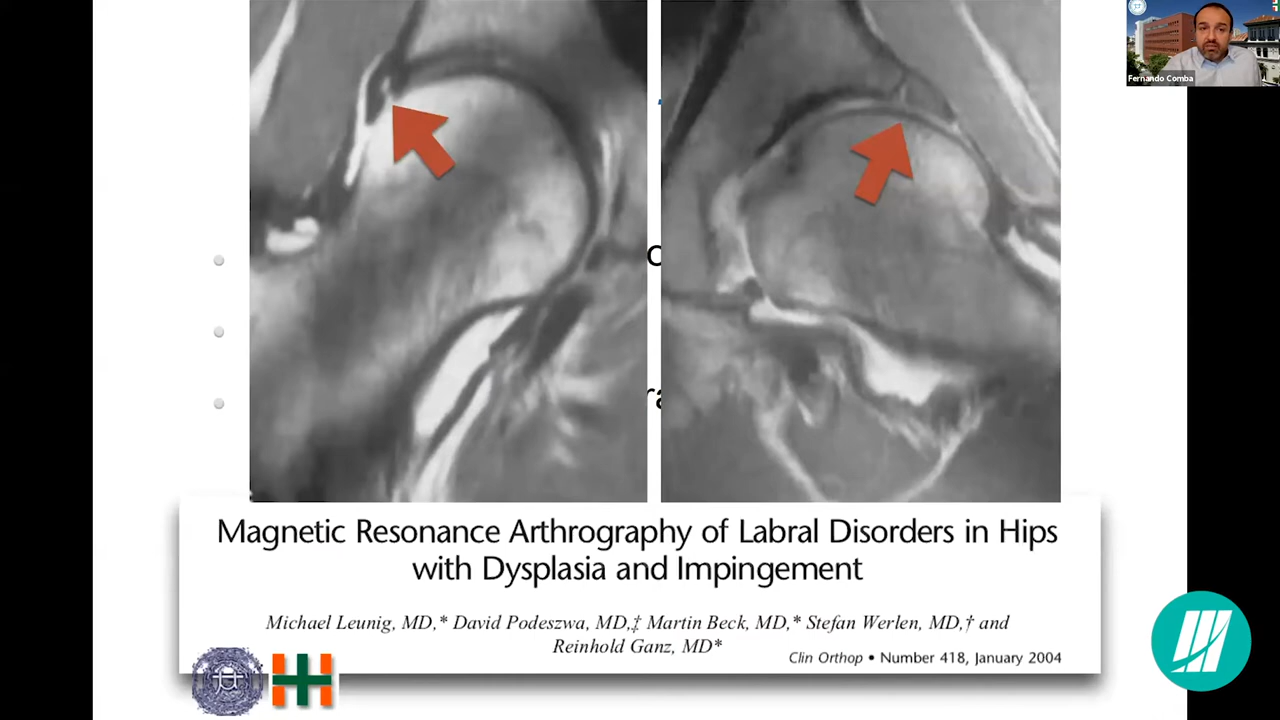 Fernando Comba
Magnetic Resonance Arthrography of Labral Disorders in Hips
with Dysplasia and Impingement
Michael Leunig, MD,* David Podeszwa, MD,‡ Martin Beck, MD,* Stefan Werlen, MD,† and
Reinhold Ganz, MD*
Clin Orthop • Number 418, January 2004